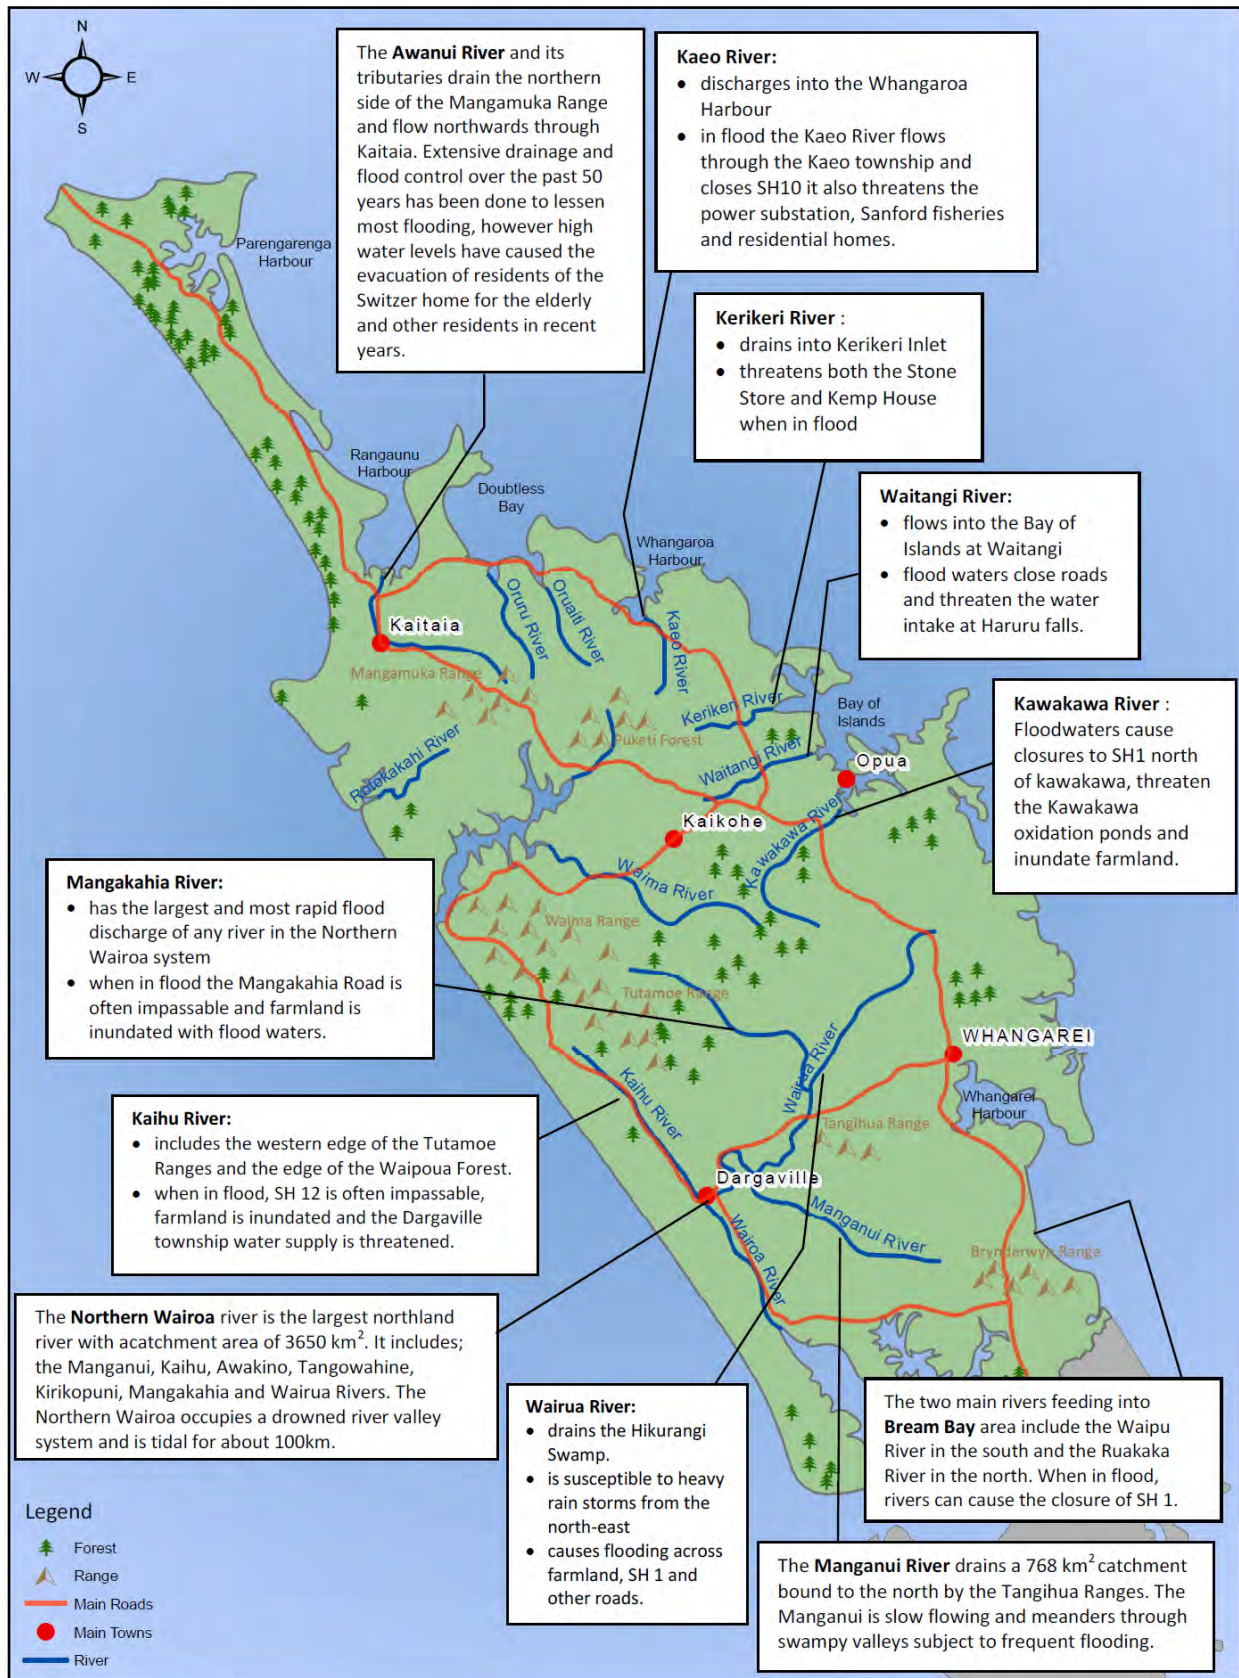 N
W
E
S
The Awanui River and its
tributaries drain the northern
side of the Mangamuka Range
and flow northwards through
Kaitaia. Extensive drainage and
flood control over the past 50
years has been done to lessen
most flooding, however high
water levels have caused the
evacuation of residents of the
Switzer home for the elderly
and other residents in recent
years.
Kaeo River:
• discharges into the Whangaroa
Harbour
• in flood the Kaeo River flows
through the Kaeo township and
closes SH10 it also threatens the
power substation, Sanford fisheries
and residential homes.
Kerikeri River :
• drains into Kerikeri Inlet
• threatens both the Stone
Store and Kemp House
when in flood
Waitangi River:
• flows into the Bay of
Islands at Waitangi
• flood waters close roads
and threaten the water
intake at Haruru falls.
Kawakawa River :
Floodwaters cause
closures to SH1 north
of kawakawa, threaten
the Kawakawa
oxidation ponds and
inundate farmland.
Parengarenga
Harbour
Rangaunu
Harbour
Doubtless
Bay
Whangaroa
Harbour
Oruru River
Oruaiti River
Kaeo River
Kaitaia
Mangamuka Range
Puketi Forest
Kerikeri River
Bay of
Islands
Waitangi River
Opua
Rotokakahi River
Kaikohe
Kawakawa River
Waima River
Waima Range
Tutamoe Range
Wairua River
WHANGAREI
Whangarei
Harbour
Kaihu River
Tangihua Range
Dargaville
Manganui River
Wairoa River
Brynderwyn Range
Mangakahia River:
• has the largest and most rapid flood
discharge of any river in the Northern
Wairoa system
• when in flood the Mangakahia Road is
often impassable and farmland is
inundated with flood waters.
Kaihu River:
• includes the western edge of the Tutamoe
Ranges and the edge of the Waipoua Forest.
• when in flood, SH 12 is often impassable,
farmland is inundated and the Dargaville
township water supply is threatened.
The Northern Wairoa river is the largest northland
river with acatchment area of 3650 km². It includes;
the Manganui, Kaihu, Awakino, Tangowahine,
Kirikopuni, Mangakahia and Wairua Rivers. The
Northern Wairoa occupies a drowned river valley
system and is tidal for about 100km.
Wairua River:
• drains the Hikurangi
Swamp.
• is susceptible to heavy
rain storms from the
north-east
• causes flooding across
farmland, SH 1 and
other roads.
The two main rivers feeding into
Bream Bay area include the Waipu
River in the south and the Ruakaka
River in the north. When in flood,
rivers can cause the closure of SH 1.
The Manganui River drains a 768 km² catchment
bound to the north by the Tangihua Ranges. The
Manganui is slow flowing and meanders through
swampy valleys subject to frequent flooding.
Legend
Forest
Range
Main Roads
Main Towns
River